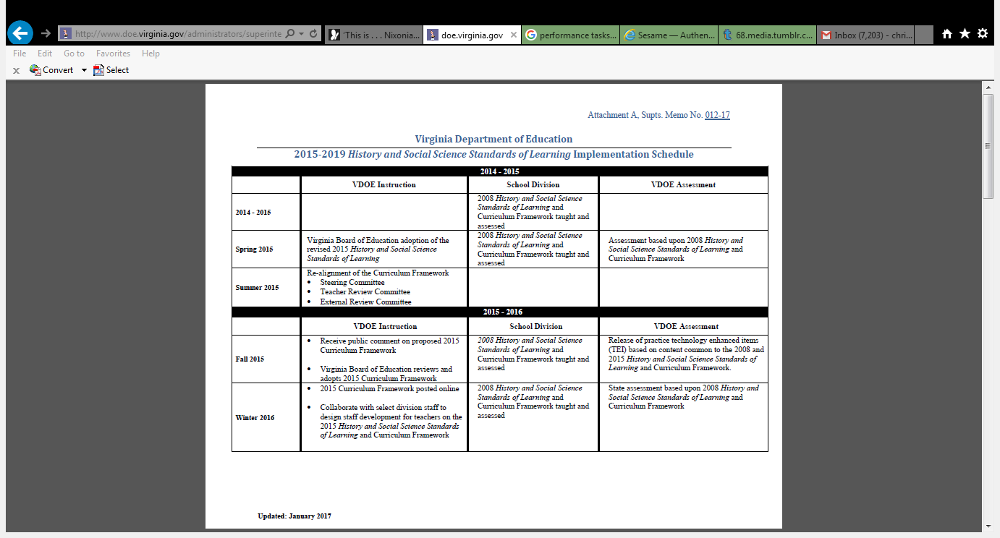 http://www.doe.virginia.gov/administrators/superinte
'This is . . . Nixonia...
doe.virginia.gov
performance tasks...
Sesame — Authen...
68.media.tumblr.c...
Inbox (7,203) - chri...
File Edit Go to Favorites Help
x Convert Select
Attachment A, Supts. Memo No. 012-17
Virginia Department of Education
2015-2019 History and Social Science Standards of Learning Implementation Schedule
2014 - 2015
VDOE Instruction
School Division
VDOE Assessment
2014 - 2015
2008 History and Social Science
Standards of Learning and
Curriculum Framework taught and
assessed
Spring 2015
Virginia Board of Education adoption of the
revised 2015 History and Social Science
Standards of Learning
2008 History and Social Science
Standards of Learning and
Curriculum Framework taught and
assessed
Assessment based upon 2008 History and
Social Science Standards of Learning and
Curriculum Framework
Summer 2015
Re-alignment of the Curriculum Framework
• Steering Committee
• Teacher Review Committee
• External Review Committee
2015 - 2016
VDOE Instruction
School Division
VDOE Assessment
Fall 2015
• Receive public comment on proposed 2015
Curriculum Framework
• Virginia Board of Education reviews and
adopts 2015 Curriculum Framework
2008 History and Social Science
Standards of Learning and
Curriculum Framework taught and
assessed
Release of practice technology enhanced items
(TEI) based on content common to the 2008 and
2015 History and Social Science Standards of
Learning and Curriculum Framework.
Winter 2016
• 2015 Curriculum Framework posted online
• Collaborate with select division staff to
design staff development for teachers on the
2015 History and Social Science Standards
of Learning and Curriculum Framework
2008 History and Social Science
Standards of Learning and
Curriculum Framework taught and
assessed
State assessment based upon 2008 History and
Social Science Standards of Learning and
Curriculum Framework
Updated: January 2017